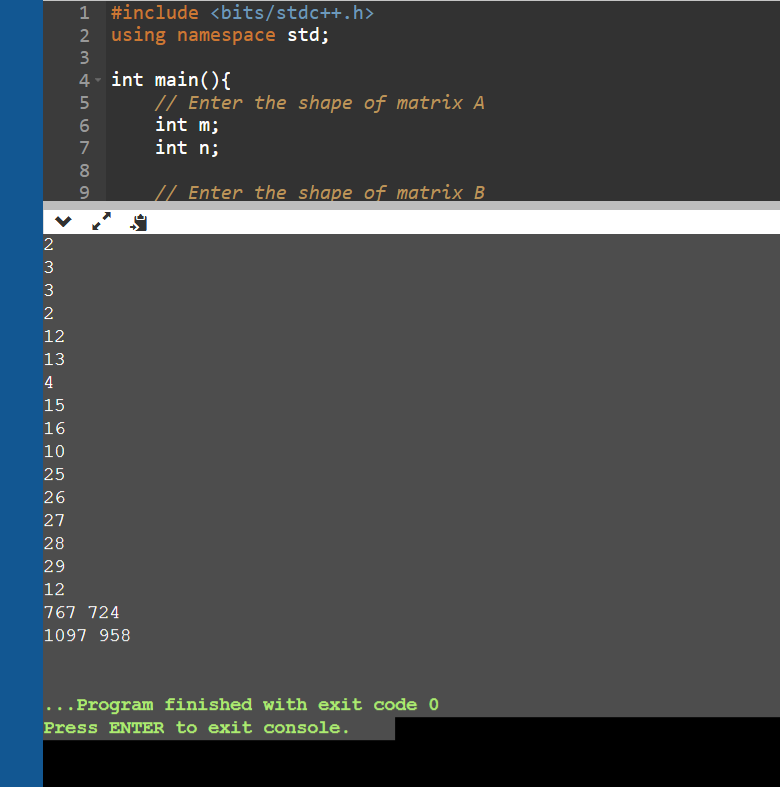 1 #include <bits/stdc++.h>
2 using namespace std;
3
4 int main(){
5     // Enter the shape of matrix A
6     int m;
7     int n;
8
9     // Enter the shape of matrix B
2
3
3
2
12
13
4
15
16
10
25
26
27
28
29
12
767 724
1097 958
...Program finished with exit code 0
Press ENTER to exit console.